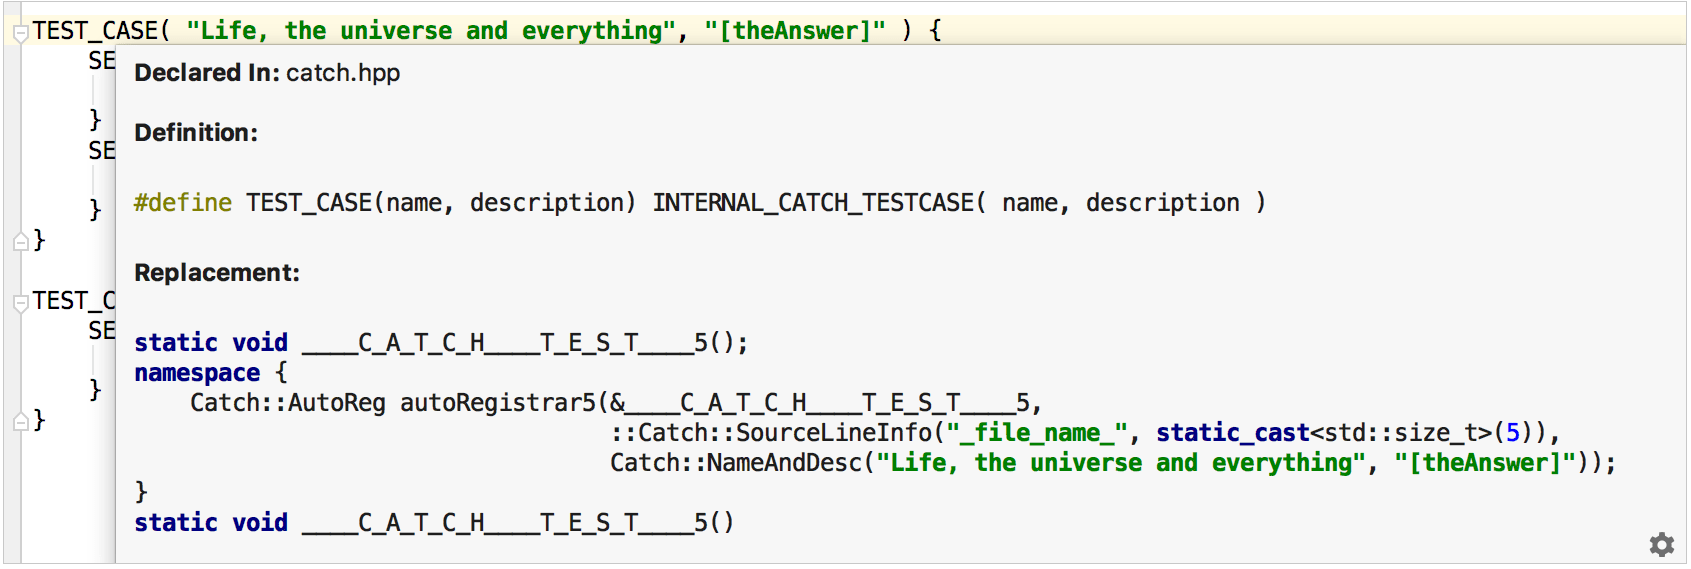 TEST_CASE( "Life, the universe and everything", "[theAnswer]" ) {
SE
}
SE
}
}
TEST_C
SE
}
}
Declared In: catch.hpp
Definition:
#define TEST_CASE(name, description) INTERNAL_CATCH_TESTCASE( name, description )
Replacement:
static void ____C_A_T_C_H____T_E_S_T____5();
namespace {
Catch::AutoReg autoRegistrar5(&____C_A_T_C_H____T_E_S_T____5,
::Catch::SourceLineInfo("_file_name_", static_cast<std::size_t>(5)),
Catch::NameAndDesc("Life, the universe and everything", "[theAnswer]"));
}
static void ____C_A_T_C_H____T_E_S_T____5()